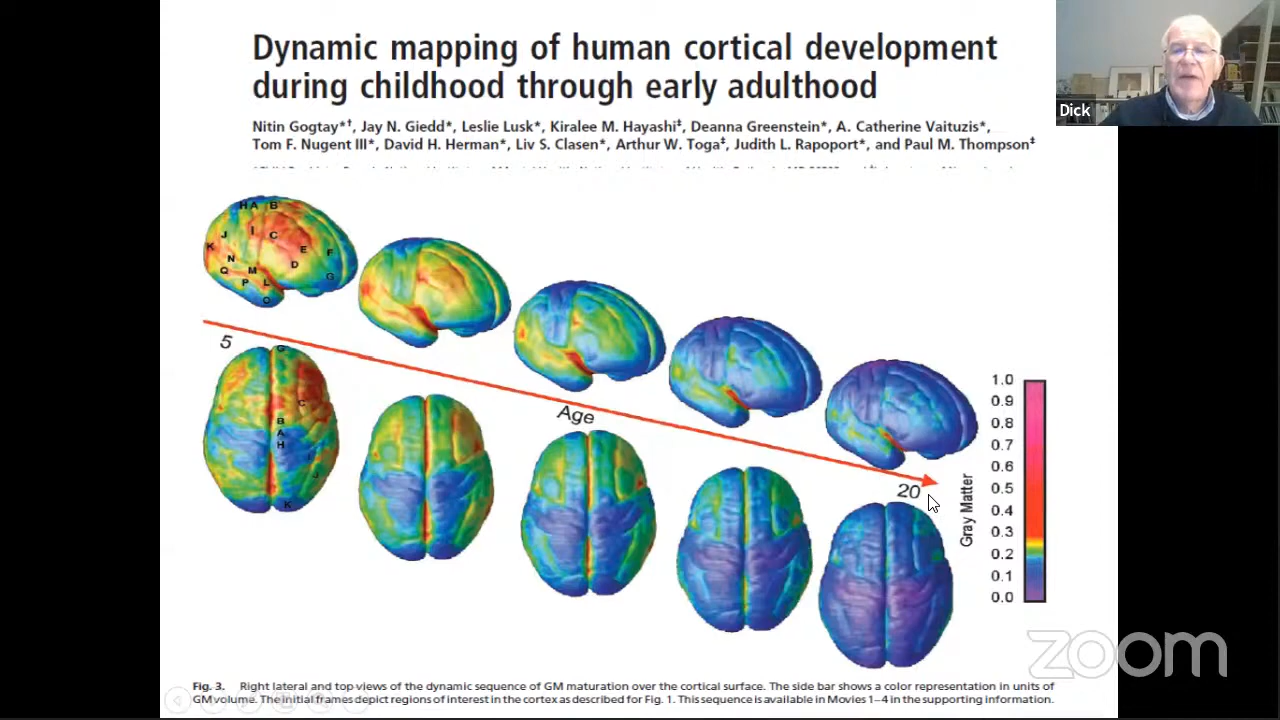 Dynamic mapping of human cortical development
during childhood through early adulthood
Nitin Gogtay*†, Jay N. Giedd*, Leslie Lusk*, Kiralee M. Hayashi‡, Deanna Greenstein*, A. Catherine Vaituzis*,
Tom F. Nugent III*, David H. Herman*, Liv S. Clasen*, Arthur W. Toga‡, Judith L. Rapoport*, and Paul M. Thompson‡
Dick
H A B
J I C
K E F
N D
Q M G
P L
O
5
G
C
B
A
H
I
J
K
Age
20
Gray Matter
1.0
0.9
0.8
0.7
0.6
0.5
0.4
0.3
0.2
0.1
0.0
zoom
Fig. 3. Right lateral and top views of the dynamic sequence of GM maturation over the cortical surface. The side bar shows a color representation in units of
GM volume. The initial frames depict regions of interest in the cortex as described for Fig. 1. This sequence is available in Movies 1–4 in the supporting information.